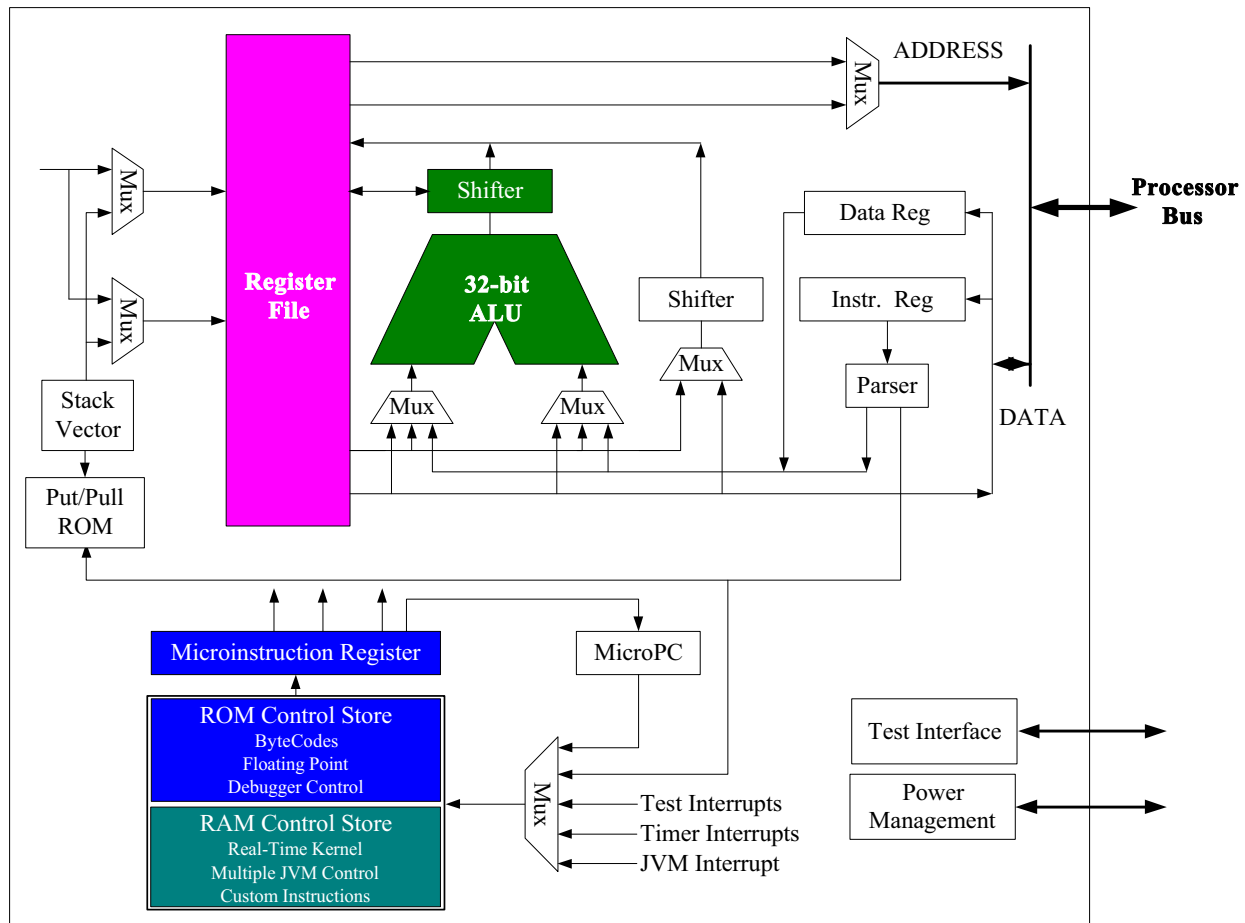 ADDRESS
Mux
Mux
Shifter
Data Reg
Processor
Bus
Register
File
32-bit
ALU
Shifter
Instr. Reg
Mux
Mux
Parser
Stack
Vector
Mux
Mux
DATA
Put/Pull
ROM
Microinstruction Register
MicroPC
ROM Control Store
ByteCodes
Floating Point
Debugger Control
Test Interface
Mux
Power
Management
RAM Control Store
Real-Time Kernel
Multiple JVM Control
Custom Instructions
Test Interrupts
Timer Interrupts
JVM Interrupt